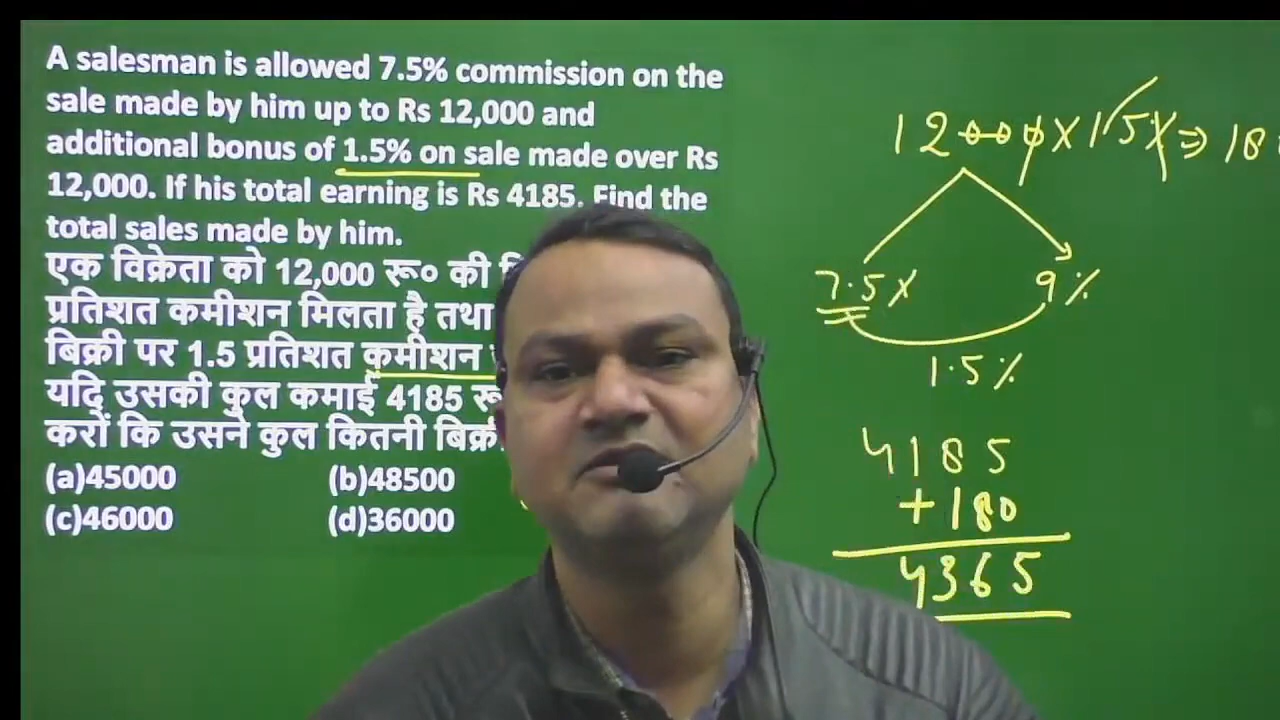 A salesman is allowed 7.5% commission on the
sale made by him up to Rs 12,000 and
additional bonus of 1.5% on sale made over Rs
12,000. If his total earning is Rs 4185. Find the
total sales made by him.
एक विक्रेता को 12,000 रू० की
प्रतिशत कमीशन मिलता है तथा
बिक्री पर 1.5 प्रतिशत कमीशन
यदि उसकी कुल कमाई 4185
करों कि उसने कुल कितनी
(a)45000 (b)48500
(c)46000 (d)36000
12000×1.5% ⇒ 18
7.5% 9%
1.5%
4185
+180
4365